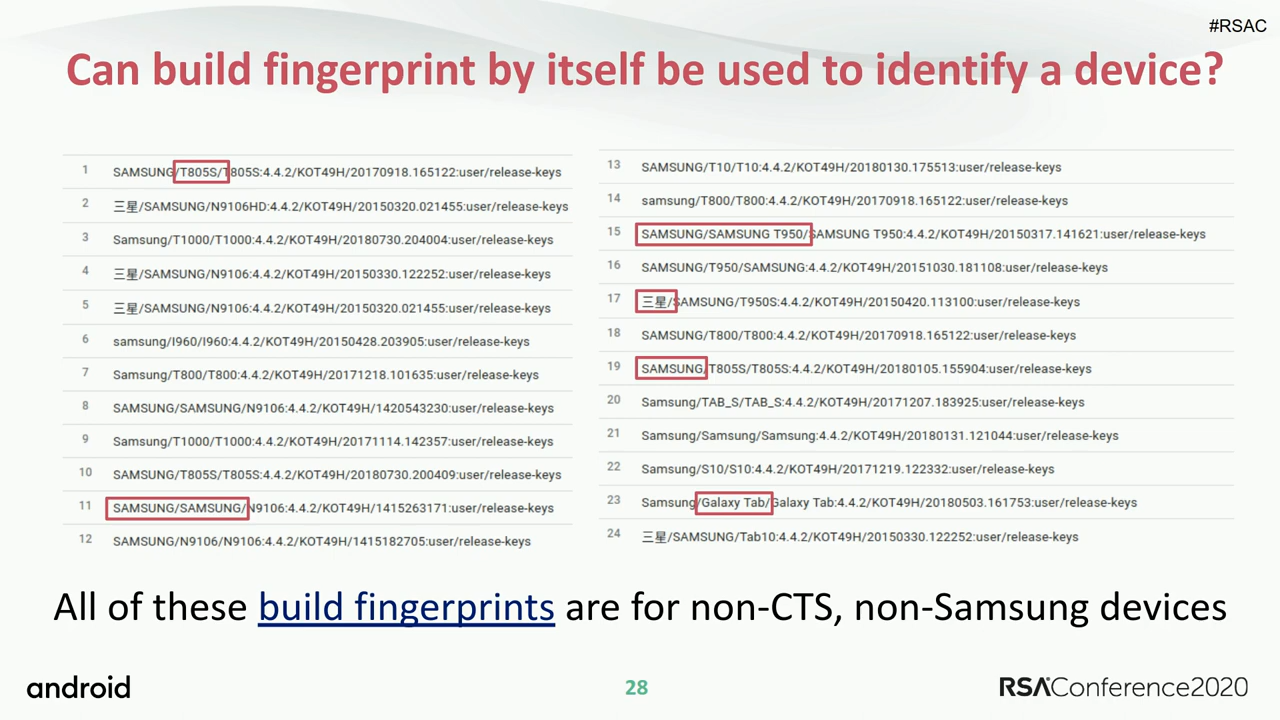 #RSAC
Can build fingerprint by itself be used to identify a device?
1 SAMSUNG/T805S/T805S:4.4.2/KOT49H/20170918.165122:user/release-keys
2 三星/SAMSUNG/N9106HD:4.4.2/KOT49H/20150320.021455:user/release-keys
3 Samsung/T1000/T1000:4.4.2/KOT49H/20180730.204004:user/release-keys
4 三星/SAMSUNG/N9106:4.4.2/KOT49H/20150330.122252:user/release-keys
5 三星/SAMSUNG/N9106:4.4.2/KOT49H/20150320.021455:user/release-keys
6 samsung/I960/I960:4.4.2/KOT49H/20150428.203905:user/release-keys
7 Samsung/T800/T800:4.4.2/KOT49H/20171218.101635:user/release-keys
8 SAMSUNG/SAMSUNG/N9106:4.4.2/KOT49H/1420543230:user/release-keys
9 Samsung/T1000/T1000:4.4.2/KOT49H/20171114.142357:user/release-keys
10 SAMSUNG/T805S/T805S:4.4.2/KOT49H/20180730.200409:user/release-keys
11 SAMSUNG/SAMSUNG/N9106:4.4.2/KOT49H/1415263171:user/release-keys
12 SAMSUNG/N9106/N9106:4.4.2/KOT49H/1415182705:user/release-keys
13 SAMSUNG/T10/T10:4.4.2/KOT49H/20180130.175513:user/release-keys
14 samsung/T800/T800:4.4.2/KOT49H/20170918.165122:user/release-keys
15 SAMSUNG/SAMSUNG T950/SAMSUNG T950:4.4.2/KOT49H/20150317.141621:user/release-keys
16 SAMSUNG/T950/SAMSUNG:4.4.2/KOT49H/20151030.181108:user/release-keys
17 三星/SAMSUNG/T950S:4.4.2/KOT49H/20150420.113100:user/release-keys
18 SAMSUNG/T800/T800:4.4.2/KOT49H/20170918.165122:user/release-keys
19 SAMSUNG/T805S/T805S:4.4.2/KOT49H/20180105.155904:user/release-keys
20 Samsung/TAB_S/TAB_S:4.4.2/KOT49H/20171207.183925:user/release-keys
21 Samsung/Samsung/Samsung:4.4.2/KOT49H/20180131.121044:user/release-keys
22 Samsung/S10/S10:4.4.2/KOT49H/20171219.122332:user/release-keys
23 Samsung/Galaxy Tab/Galaxy Tab:4.4.2/KOT49H/20180503.161753:user/release-keys
24 三星/SAMSUNG/Tab10:4.4.2/KOT49H/20150330.122252:user/release-keys
All of these build fingerprints are for non-CTS, non-Samsung devices
android
28
RSAConference2020